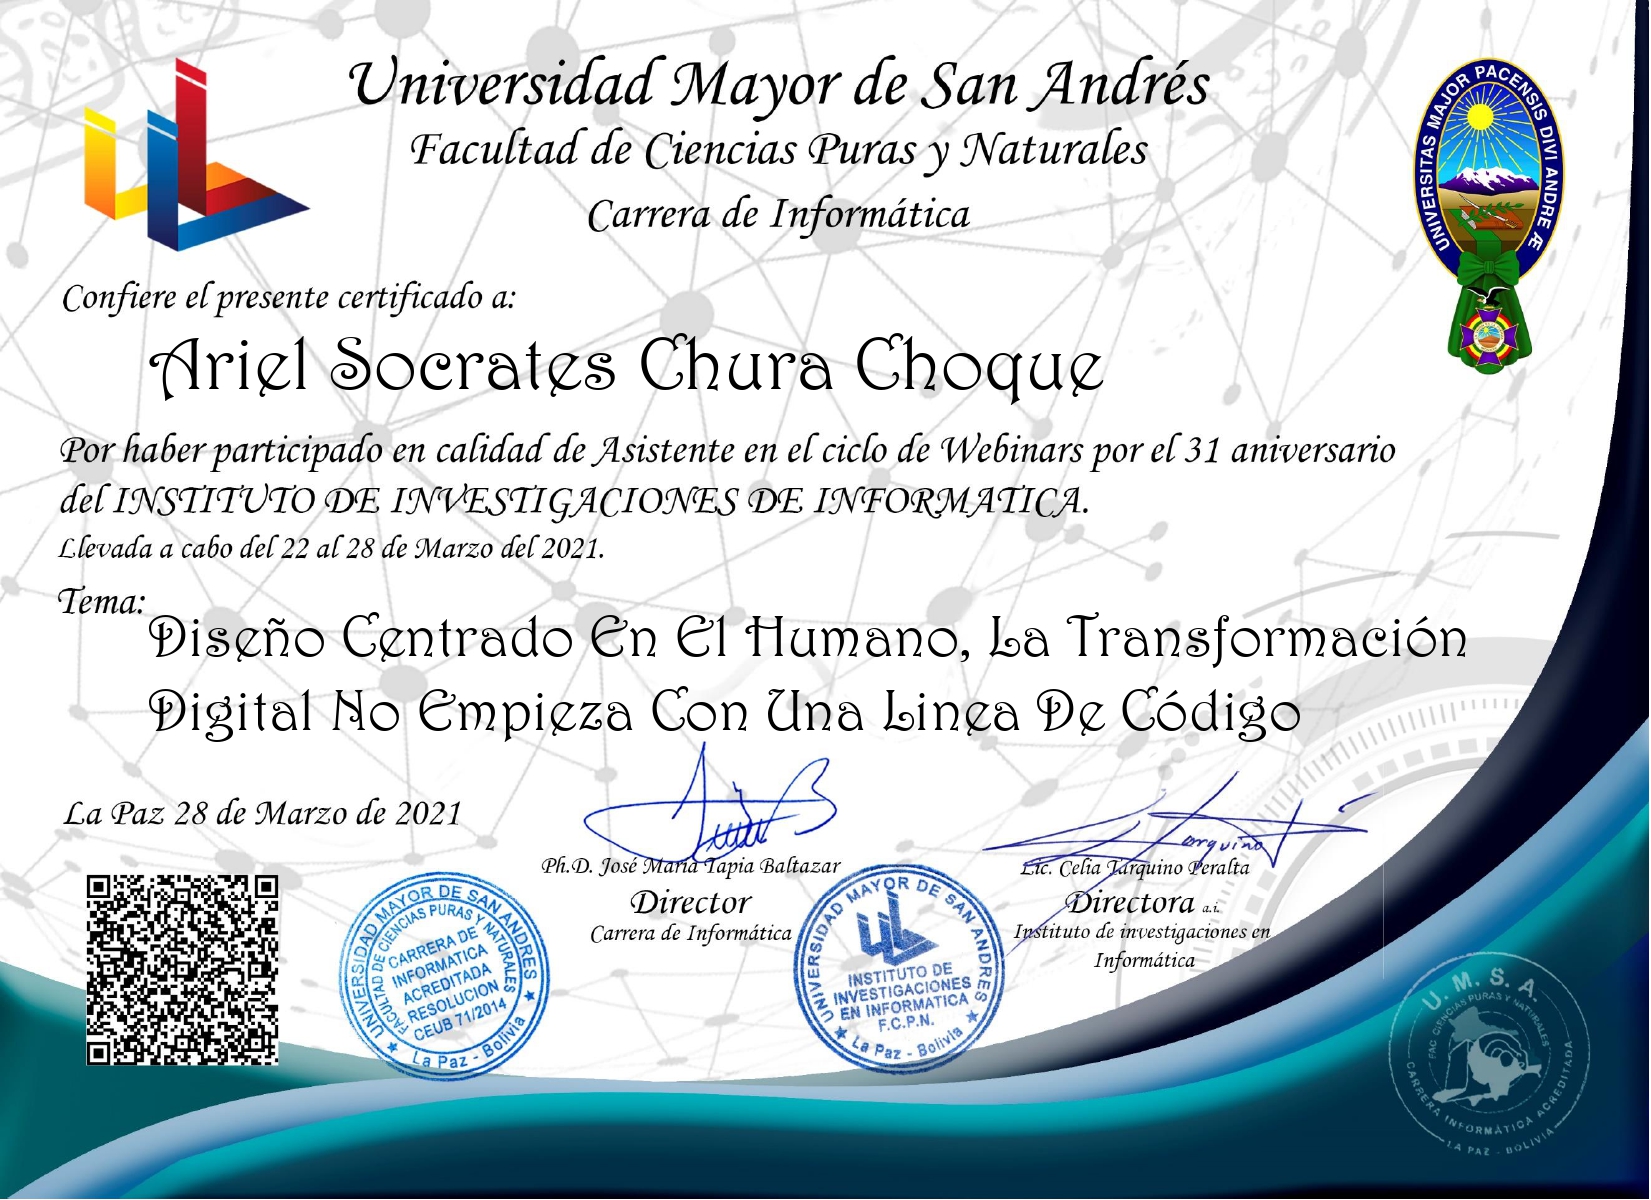 Universidad Mayor de San Andrés
Facultad de Ciencias Puras y Naturales
Carrera de Informática
UNIVERSITAS MAJOR PACENSIS DIVI ANDRE Æ
Confiere el presente certificado a:
Ariel Socrates Chura Choque
Por haber participado en calidad de Asistente en el ciclo de Webinars por el 31 aniversario
del INSTITUTO DE INVESTIGACIONES DE INFORMATICA.
Llevada a cabo del 22 al 28 de Marzo del 2021.
Tema:
Diseño Centrado En El Humano, La Transformación
Digital No Empieza Con Una Linea De Código
La Paz 28 de Marzo de 2021
Ph.D. José María Tapia Baltazar
Director
Carrera de Informática
Tarquino
Lic. Celia Tarquino Peralta
Directora a.i.
Instituto de investigaciones en
Informática
UNIVERSIDAD MAYOR DE SAN ANDRES
FACULTAD DE CIENCIAS PURAS Y NATURALES
CARRERA DE
INFORMATICA
ACREDITADA
RESOLUCION
CEUB 71/2014
La Paz - Bolivia
UNIVERSIDAD MAYOR DE SAN ANDRES
INSTITUTO DE
INVESTIGACIONES
EN INFORMATICA
F.C.P.N.
La Paz - Bolivia
U. M. S. A.
FAC CIENCIAS PURAS Y NATURALES
CARRERA INFORMÁTICA ACREDITADA
LA PAZ - BOLIVIA